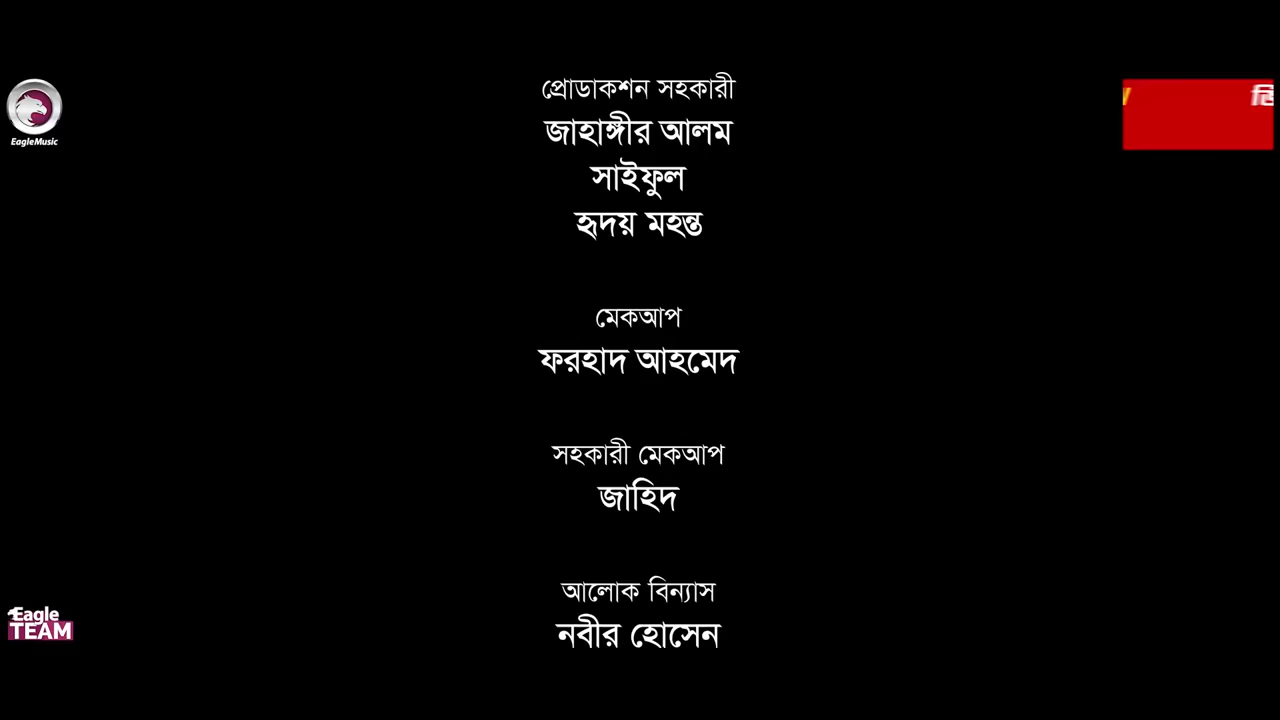 প্রোডাকশন সহকারী
জাহাঙ্গীর আলম
সাইফুল
হৃদয় মহন্ত
মেকআপ
ফরহাদ আহমেদ
সহকারী মেকআপ
জাহিদ
আলোক বিন্যাস
নবীর হোসেন
EagleMusic
Eagle
TEAM